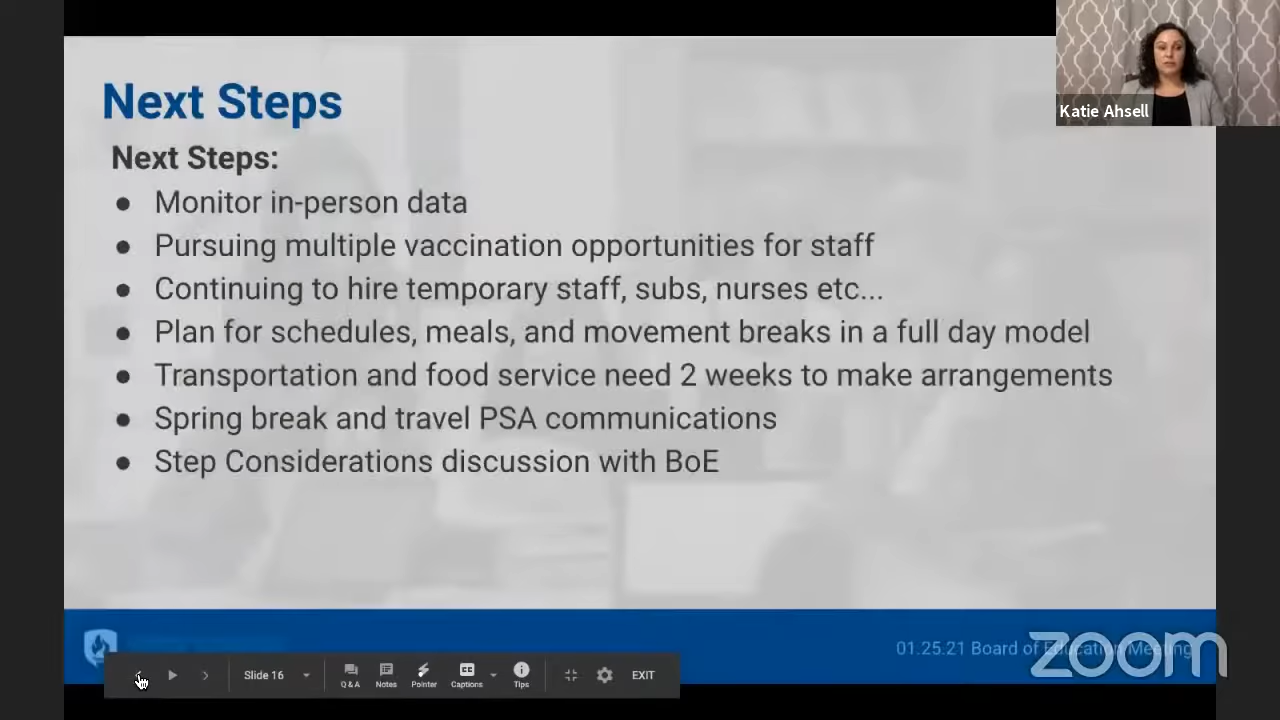 Katie Ahsell
Next Steps
Next Steps:
● Monitor in-person data
● Pursuing multiple vaccination opportunities for staff
● Continuing to hire temporary staff, subs, nurses etc...
● Plan for schedules, meals, and movement breaks in a full day model
● Transportation and food service need 2 weeks to make arrangements
● Spring break and travel PSA communications
● Step Considerations discussion with BoE
01.25.21 Board of Education Meeting
zoom
Slide 16
Q & A Notes Pointer CC Captions Tips EXIT